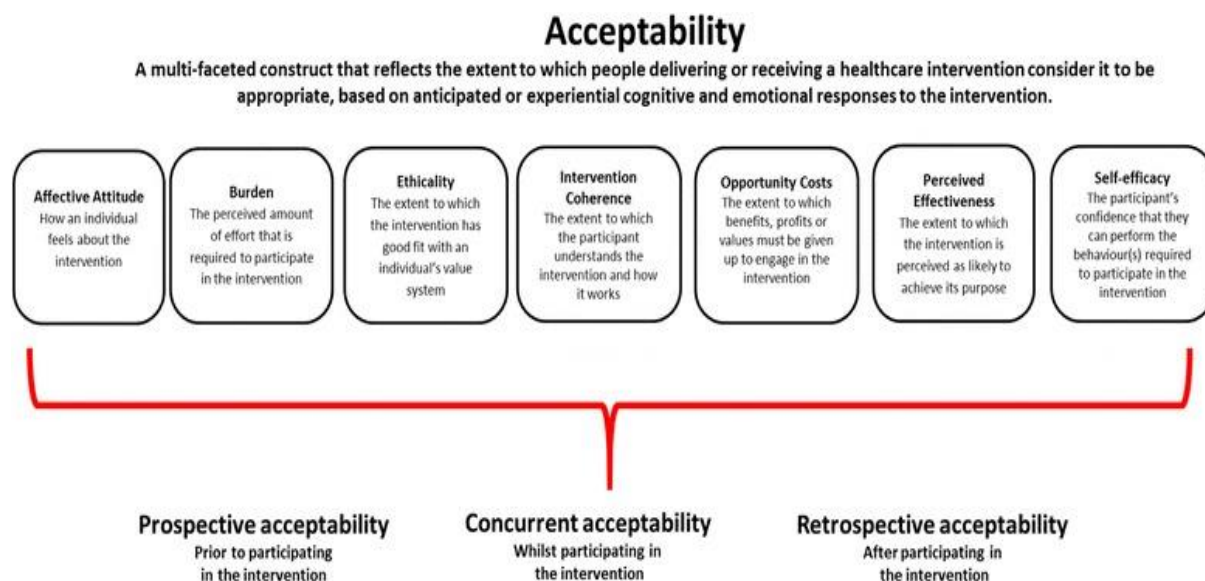 Acceptability
A multi-faceted construct that reflects the extent to which people delivering or receiving a healthcare intervention consider it to be
appropriate, based on anticipated or experiential cognitive and emotional responses to the intervention.
Affective Attitude
How an individual
feels about the
intervention
Burden
The perceived amount
of effort that is
required to participate
in the intervention
Ethicality
The extent to which
the intervention has
good fit with an
individual's value
system
Intervention
Coherence
The extent to which
the participant
understands the
intervention and how
it works
Opportunity Costs
The extent to which
benefits, profits or
values must be given
up to engage in the
intervention
Perceived
Effectiveness
The extent to which
the intervention is
perceived as likely to
achieve its purpose
Self-efficacy
The participant's
confidence that they
can perform the
behaviour(s) required
to participate in the
intervention
Prospective acceptability
Prior to participating
in the intervention
Concurrent acceptability
Whilst participating in
the intervention
Retrospective acceptability
After participating in
the intervention